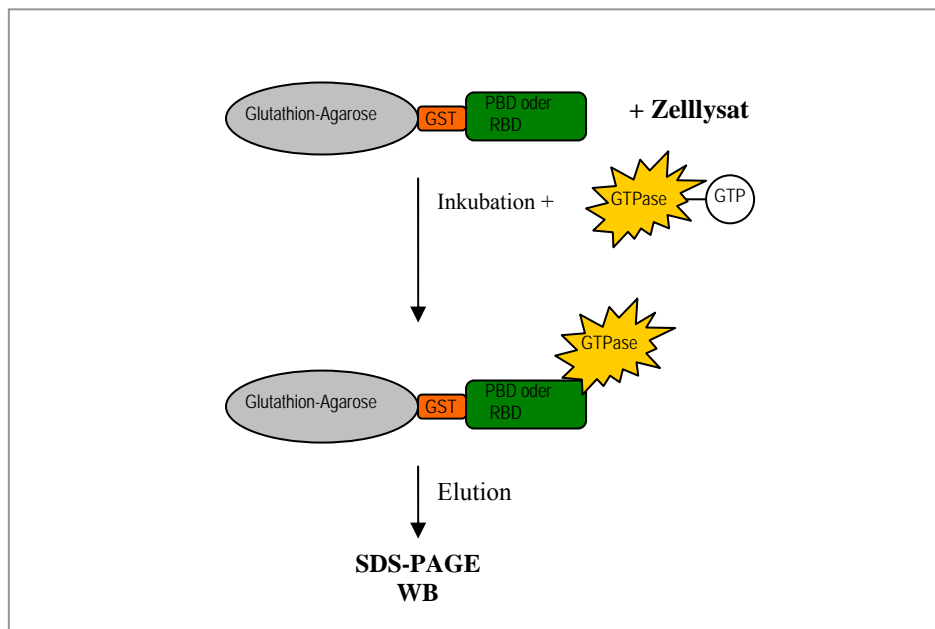 Glutathion-Agarose
GST
PBD oder
RBD
+ Zelllysat
Inkubation +
GTPase
GTP
GTPase
Glutathion-Agarose
GST
PBD oder
RBD
Elution
SDS-PAGE
WB